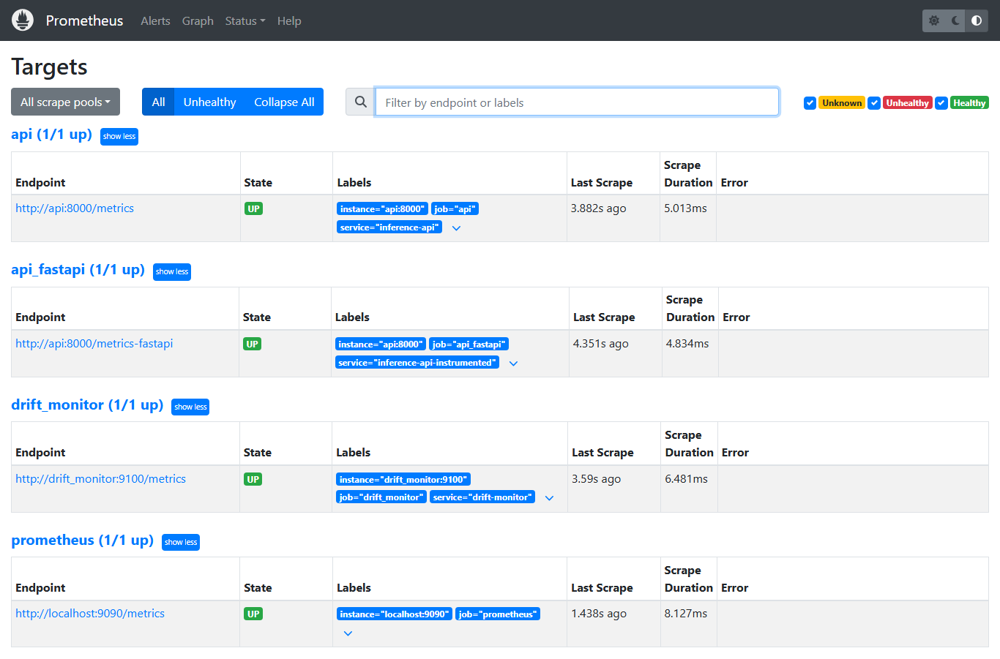 Prometheus Alerts Graph Status Help
Targets
All scrape pools All Unhealthy Collapse All Filter by endpoint or labels Unknown Unhealthy Healthy
api (1/1 up) show less
Scrape
Endpoint State Labels Last Scrape Duration Error
http://api:8000/metrics UP instance="api:8000" job="api" 3.882s ago 5.013ms
service="inference-api"
api_fastapi (1/1 up) show less
Scrape
Endpoint State Labels Last Scrape Duration Error
http://api:8000/metrics-fastapi UP instance="api:8000" job="api_fastapi" 4.351s ago 4.834ms
service="inference-api-instrumented"
drift_monitor (1/1 up) show less
Scrape
Endpoint State Labels Last Scrape Duration Error
http://drift_monitor:9100/metrics UP instance="drift_monitor:9100" 3.59s ago 6.481ms
job="drift_monitor" service="drift-monitor"
prometheus (1/1 up) show less
Scrape
Endpoint State Labels Last Scrape Duration Error
http://localhost:9090/metrics UP instance="localhost:9090" job="prometheus" 1.438s ago 8.127ms